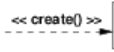 << create() >>